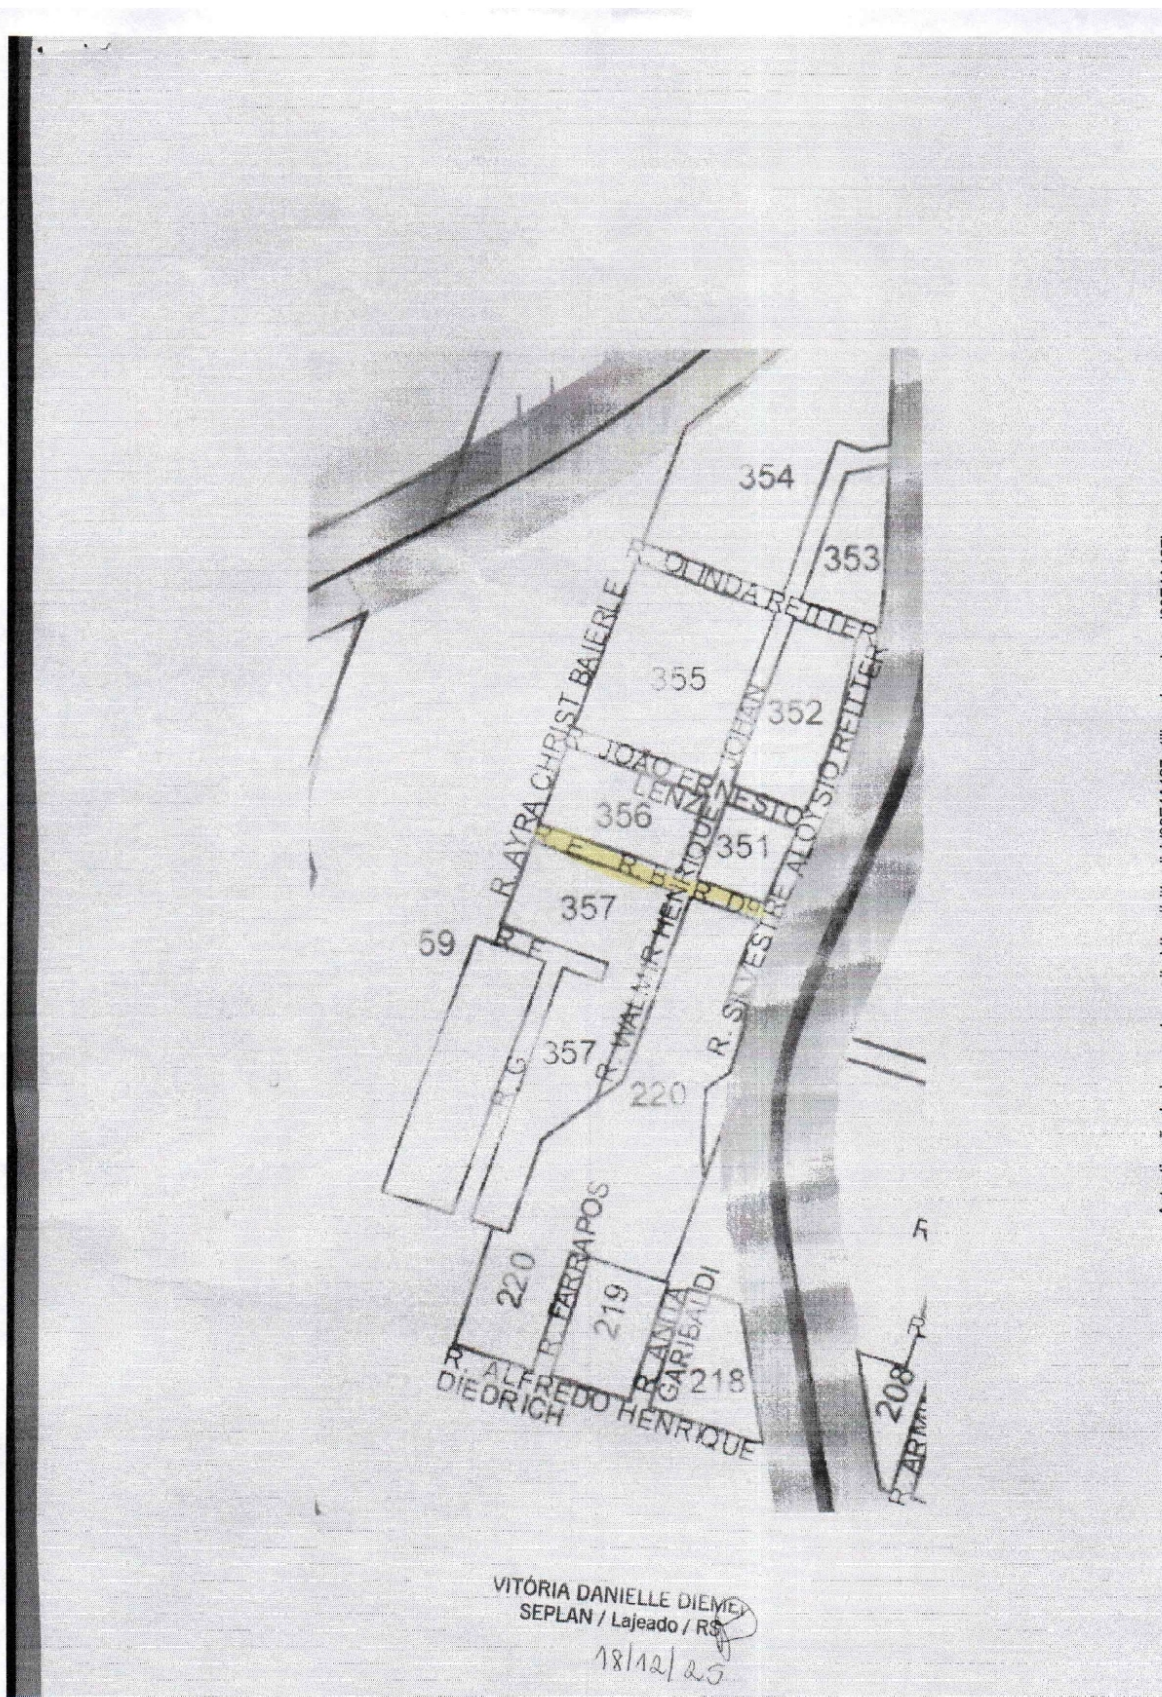 354
353
R. OLINDA REITTER
R. AYRA CHRIST BAIERLE
355
352
R JOÃO ERNESTO
LENZ
356
351
R. E R. B R. D
R. WALMIR HENRIQUE JOHAN
R. SILVESTRE ALOYSIO REITTER
357
59
R F
357
R. G
220
220
R. FARRAPOS
219
R. ANITA
GARIBALDI
218
R. ALFREDO HENRIQUE
DIEDRICH
R
208
VITÓRIA DANIELLE
SEPLAN / Lajeado / RS
18/12/25